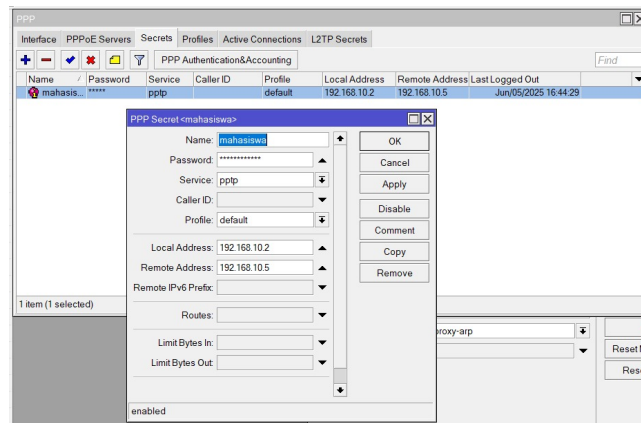 PPP
Interface PPPoE Servers Secrets Profiles Active Connections L2TP Secrets
PPP Authentication&Accounting Find
Name Password Service Caller ID Profile Local Address Remote Address Last Logged Out
mahasis... ***** pptp default 192.168.10.2 192.168.10.5 Jun/05/2025 16:44:29
PPP Secret <mahasiswa>
Name: mahasiswa OK
Password: ************ Cancel
Service: pptp Apply
Caller ID: Disable
Profile: default Comment
Local Address: 192.168.10.2 Copy
Remote Address: 192.168.10.5 Remove
Remote IPv6 Prefix:
1 item (1 selected)
Routes:
proxy-arp
Limit Bytes In:
Reset
Limit Bytes Out:
enabled